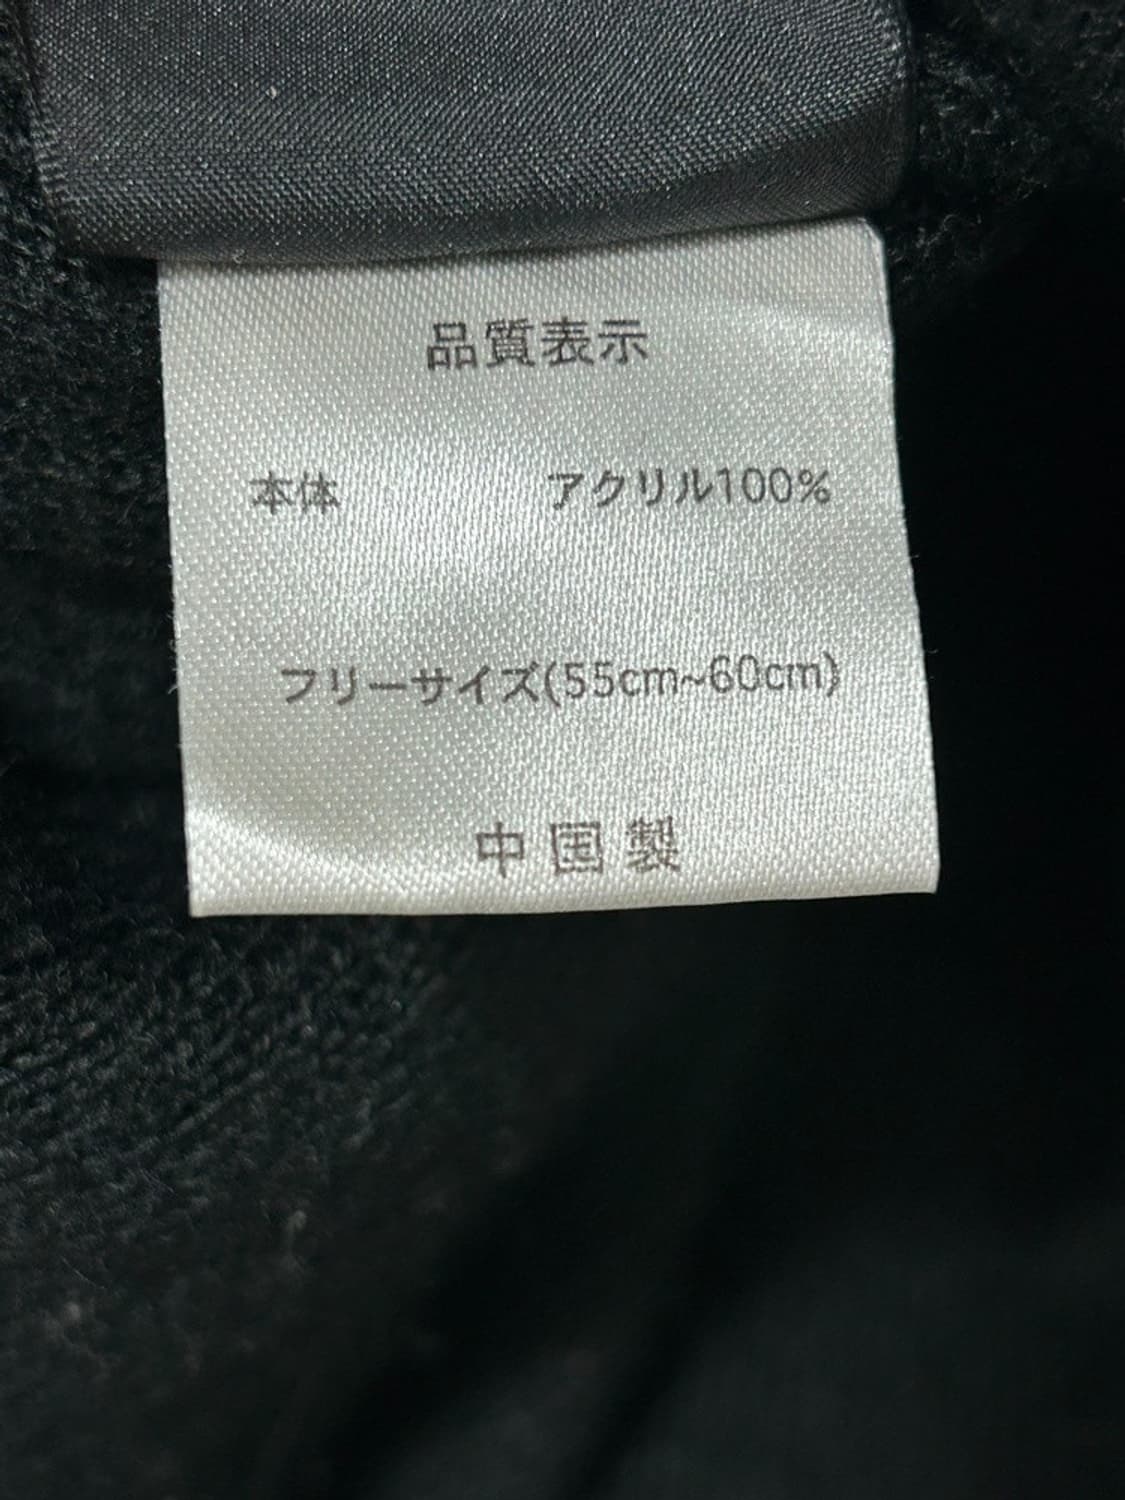 品質表示
本体 アクリル100%
フリーサイズ(55cm~60cm)
中国製